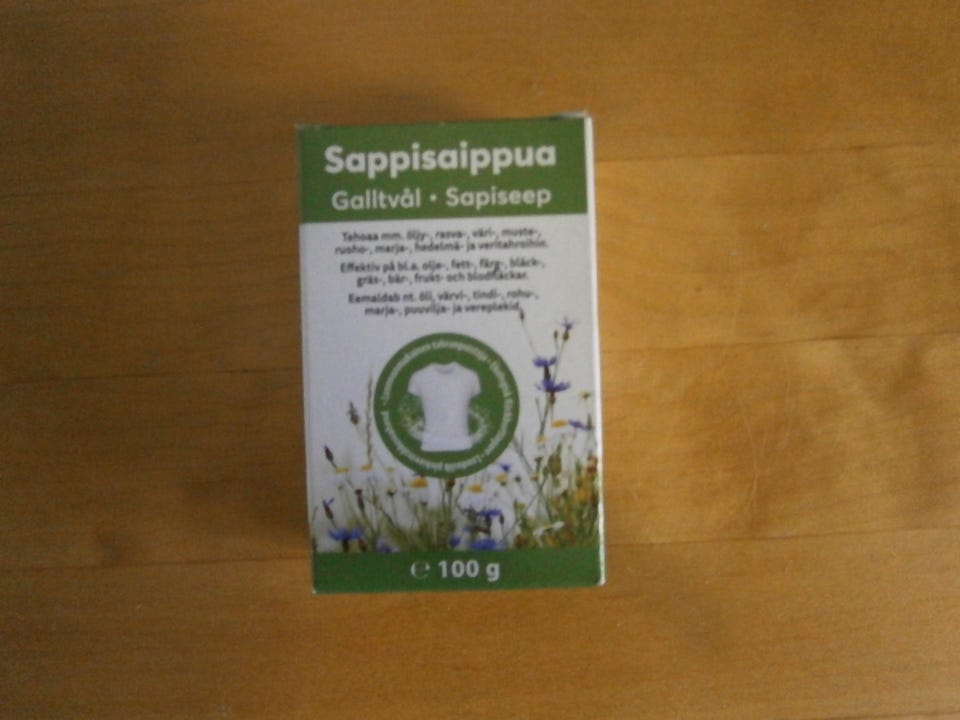 Sappisaippua
Galltvål • Sapiseep
Tehoaa mm. öljy-, rasva-, väri-, muste-,
ruoho-, marja-, hedelmä- ja veritahroihin.
Effektiv på bl.a. olje-, fett-, färg-, bläck-,
gräs-, bär-, frukt- och blodfläckar.
Eemaldab nt. õli, värvi-, tindi-, rohu-,
marja-, puuvilja- ja vereplekid.
℮ 100 g